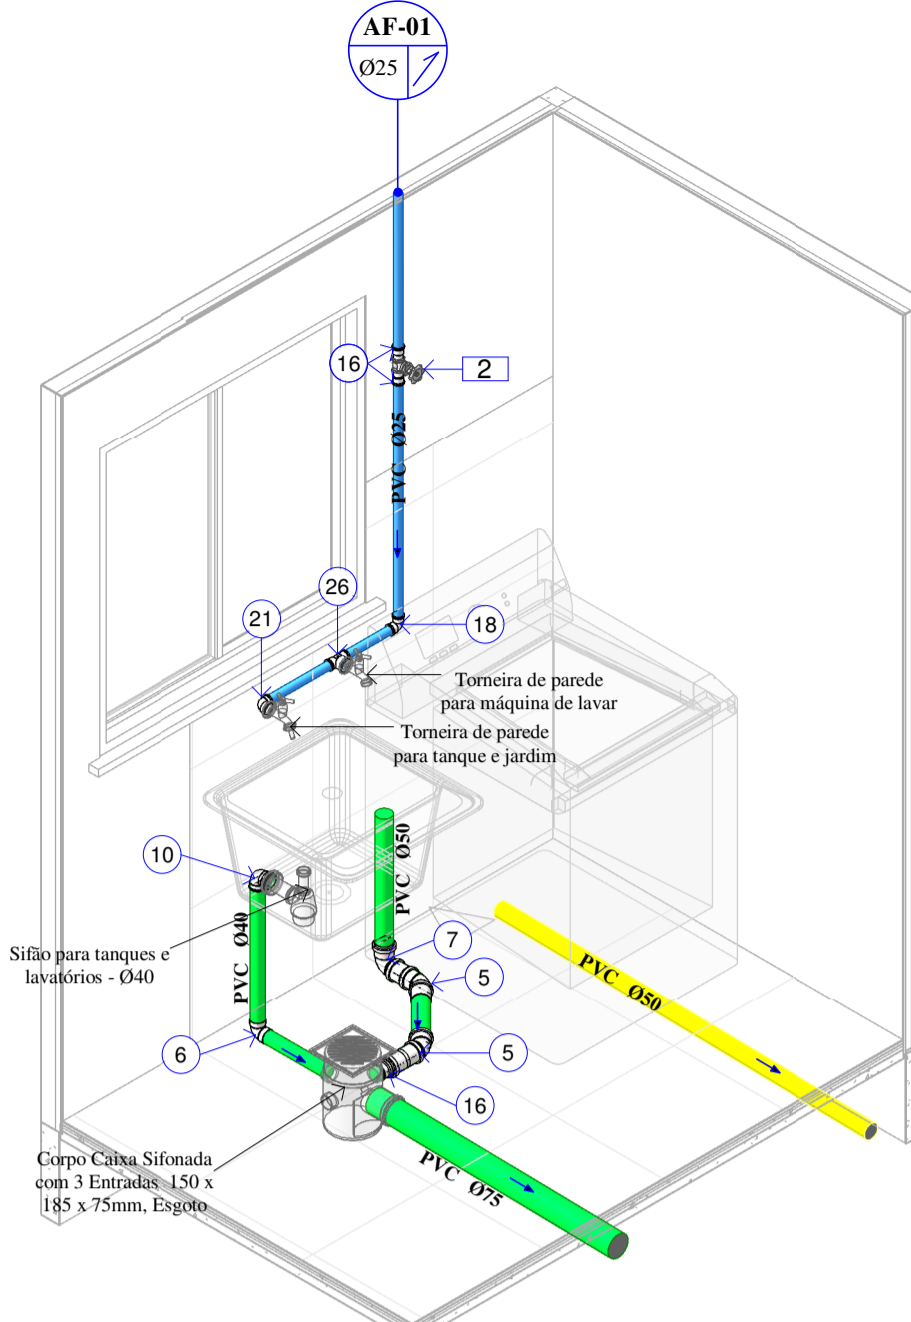 AF-01
Ø25
16
2
PVC Ø25
26
21
18
Torneira de parede
para máquina de lavar
Torneira de parede
para tanque e jardim
PVC Ø50
10
PVC Ø40
Sifão para tanques e
lavatórios - Ø40
7
5
PVC Ø50
6
5
16
Corpo Caixa Sifonada
com 3 Entradas 150 x
185 x 75mm, Esgoto
PVC Ø75